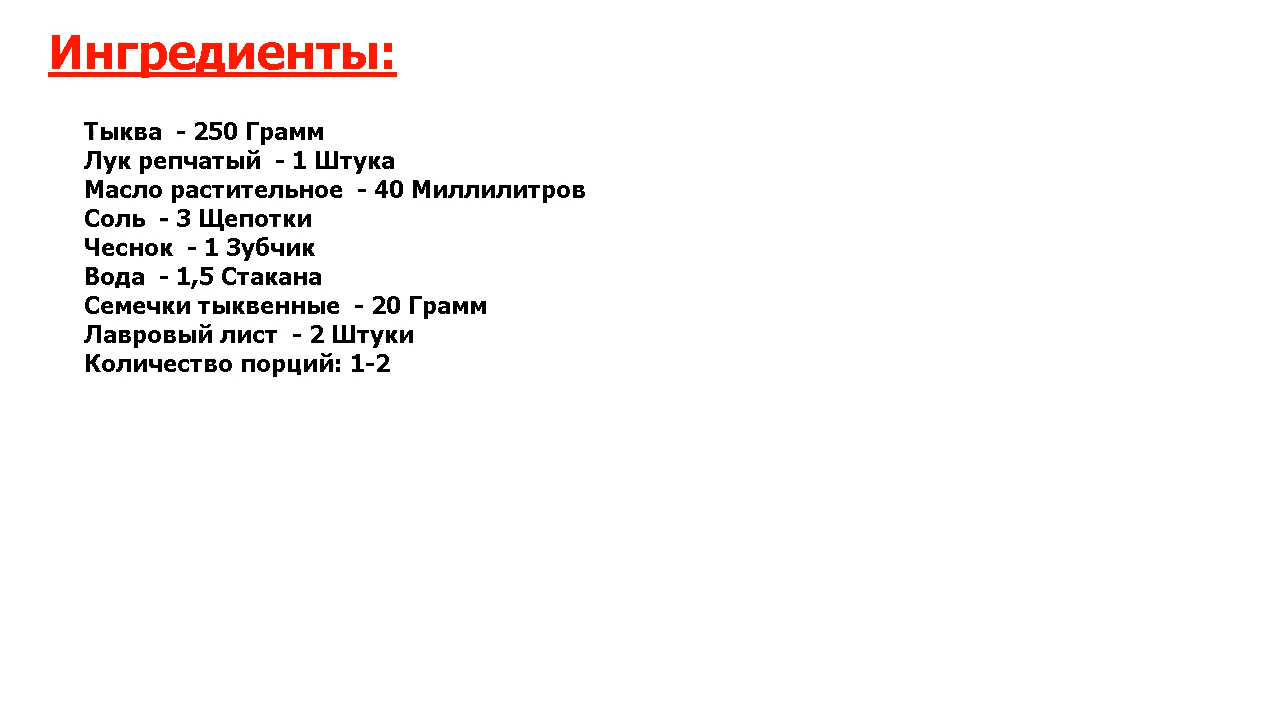 Ингредиенты:
Тыква  - 250 Грамм
Лук репчатый  - 1 Штука
Масло растительное  - 40 Миллилитров
Соль  - 3 Щепотки
Чеснок  - 1 Зубчик
Вода  - 1,5 Стакана
Семечки тыквенные  - 20 Грамм
Лавровый лист  - 2 Штуки
Количество порций: 1-2